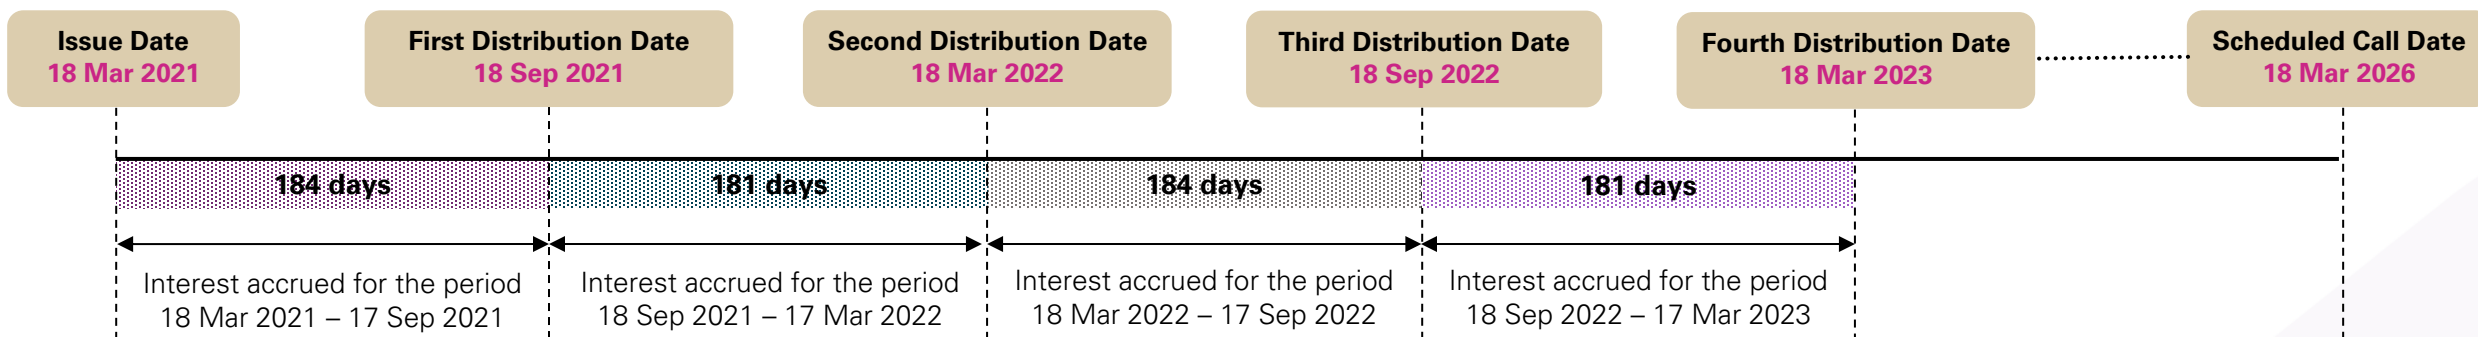 Issue Date
18 Mar 2021
First Distribution Date
18 Sep 2021
Second Distribution Date
18 Mar 2022
Third Distribution Date
18 Sep 2022
Fourth Distribution Date
18 Mar 2023
Scheduled Call Date
18 Mar 2026
184 days
181 days
184 days
181 days
Interest accrued for the period
18 Mar 2021 – 17 Sep 2021
Interest accrued for the period
18 Sep 2021 – 17 Mar 2022
Interest accrued for the period
18 Mar 2022 – 17 Sep 2022
Interest accrued for the period
18 Sep 2022 – 17 Mar 2023